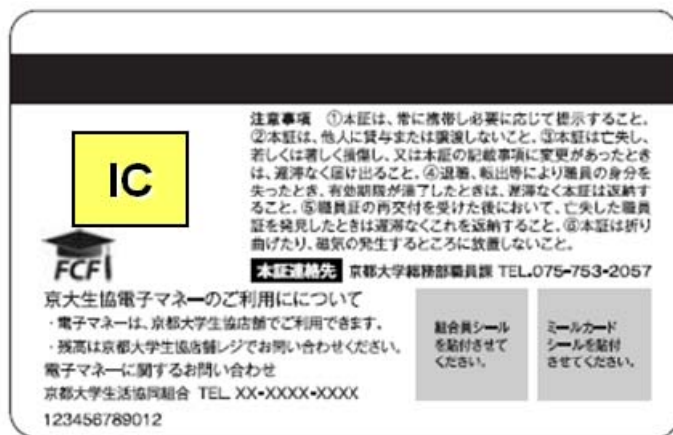 注意事項 ①本証は、常に携帯し必要に応じて提示すること。
②本証は、他人に貸与または譲渡しないこと。③本証は亡失し、
若しくは著しく損傷し、又は本証の記載事項に変更があったとき
は、遅滞なく届け出ること。④退職、転出等により職員の身分を
失ったとき、有効期限が満了したときは、遅滞なく本証は返納す
ること。⑤職員証の再交付を受けた後において、亡失した職員
証を発見したときは遅滞なくこれを返納すること。⑥本証は折り
曲げたり、磁気の発生するところに放置しないこと。
IC
FCF
本証連絡先 京都大学総務部職員課 TEL.075-753-2057
京大生協電子マネーのご利用にについて
・電子マネーは、京都大学生協店舗でご利用できます。
・残高は京都大学生協店舗レジでお問い合わせください。
電子マネーに関するお問い合わせ
京都大学生活協同組合 TEL. XX-XXXX-XXXX
123456789012
組合員シール
を貼付させて
ください。
ミールカード
シールを貼付
させてください。